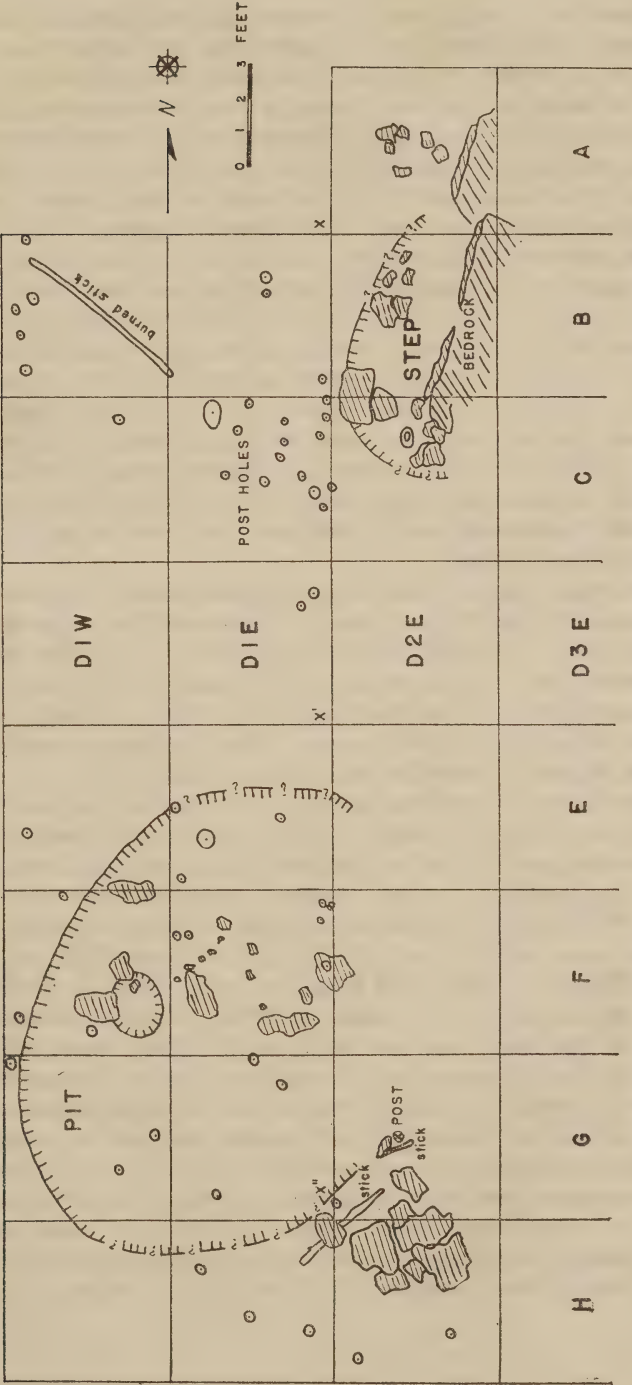 0 1 2 3 FEET
N
burned stick
POST HOLES
X
STEP
BEDROCK
D1W
D1E
D2E
D3E
X'
PIT
X"
stick
POST
stick
A
B
C
E
F
G
H
? ? ? ?
? ? ?
? ? ? ?